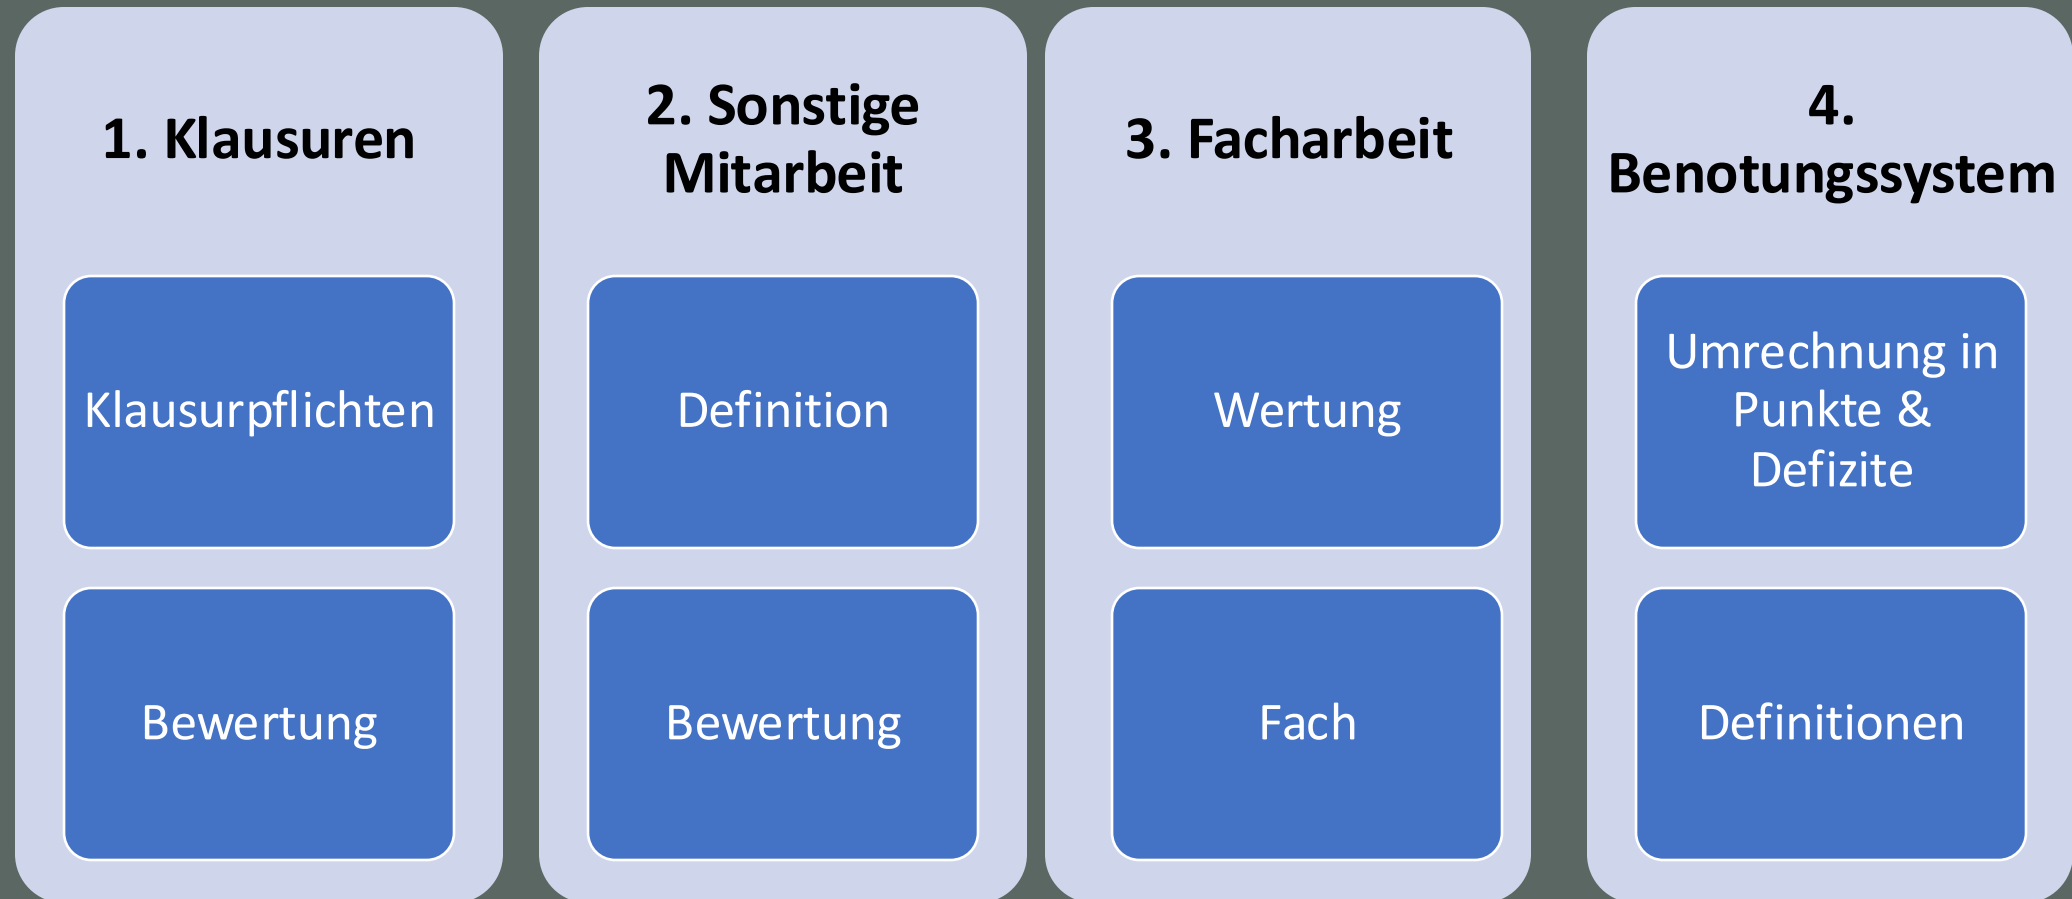 1. Klausuren
Klausurpflichten
Bewertung
2. Sonstige
Mitarbeit
Definition
Bewertung
3. Facharbeit
Wertung
Fach
4.
Benotungssystem
Umrechnung in
Punkte &
Defizite
Definitionen